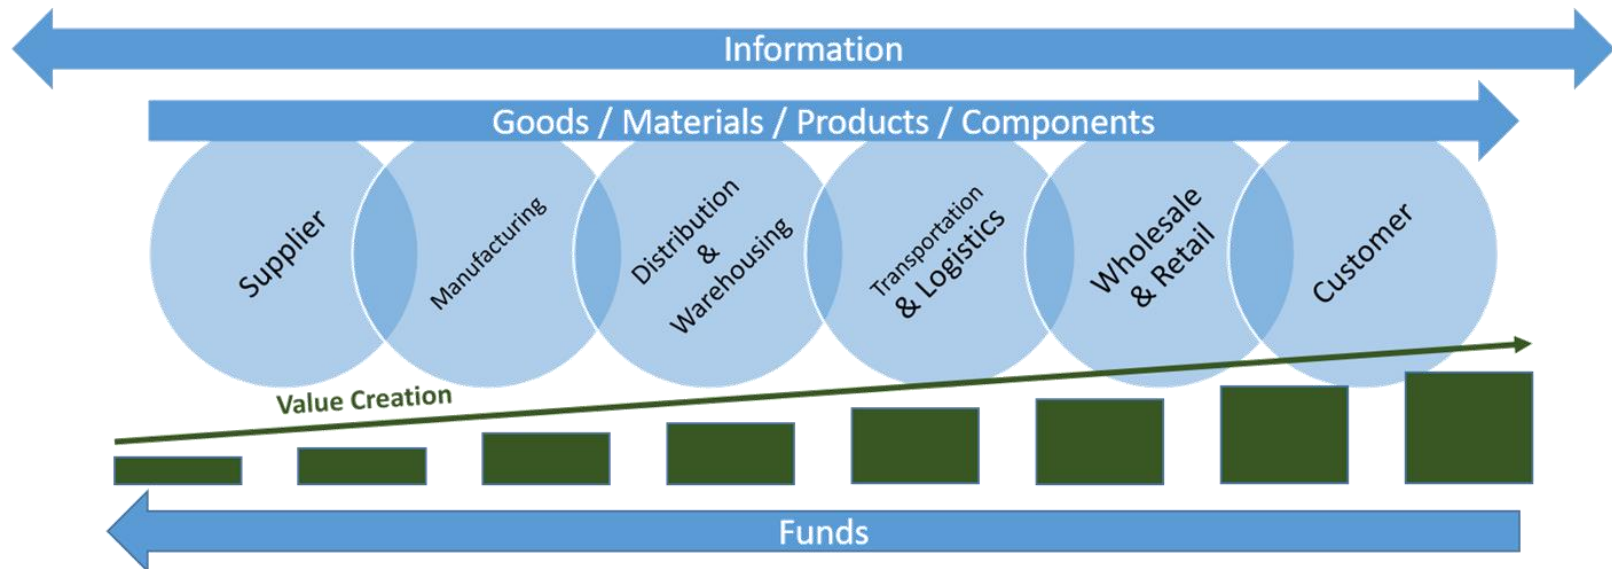 Information
Goods / Materials / Products / Components
Supplier
Manufacturing
Distribution
&
Warehousing
Transportation
& Logistics
Wholesale
& Retail
Customer
Value Creation
Funds